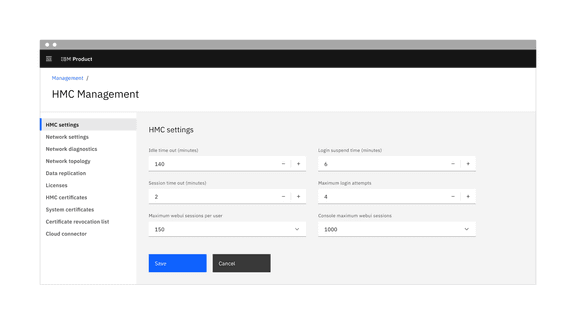 IBM Product
Management /
HMC Management
HMC settings
Network settings
Network diagnostics
Network topology
Data replication
Licenses
HMC certificates
System certificates
Certificate revocation list
Cloud connector
HMC settings
Idle time out (minutes)
140
Login suspend time (minutes)
6
Session time out (minutes)
2
Maximum login attempts
4
Maximum webui sessions per user
150
Console maximum webui sessions
1000
Save
Cancel